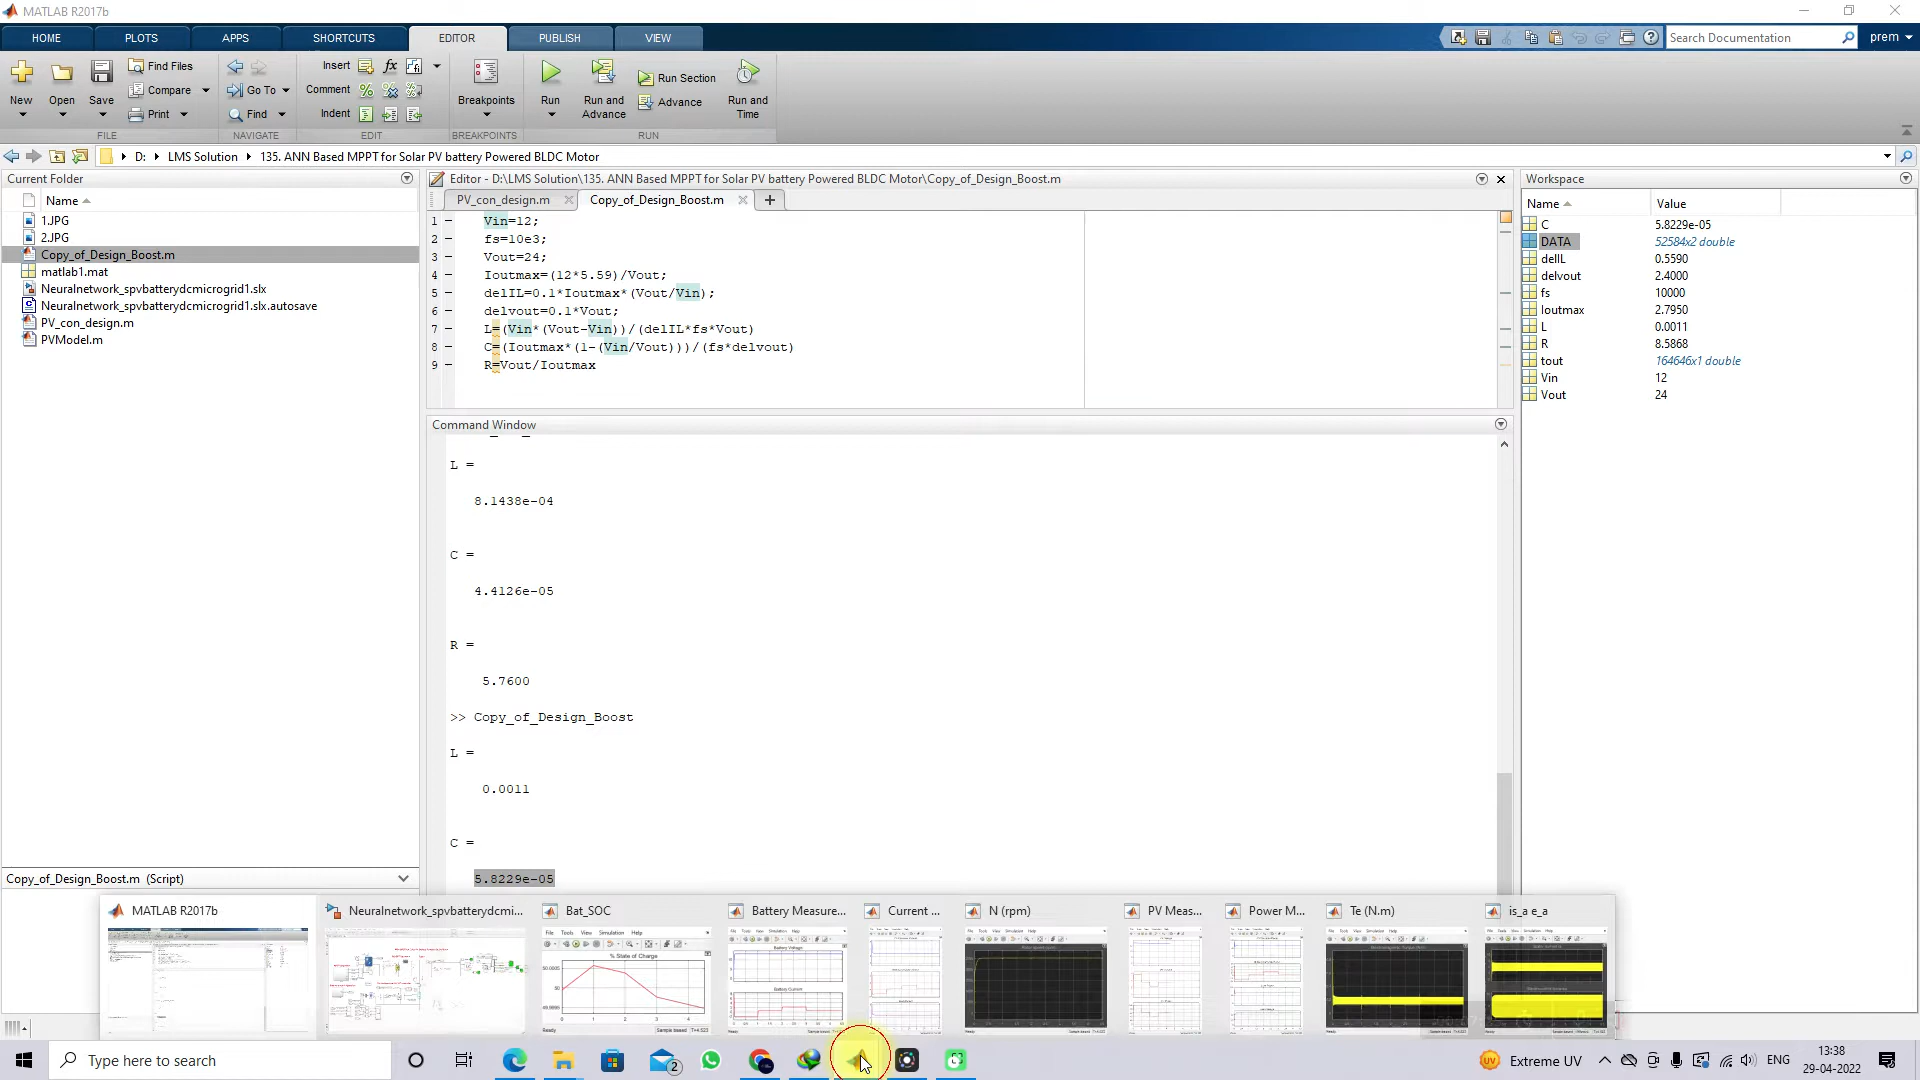 MATLAB R2017b
HOME PLOTS APPS SHORTCUTS EDITOR PUBLISH VIEW
Search Documentation
prem
New Open Save
Find Files
Compare
Print
Go To
Find
Insert fx
Comment
Indent
Breakpoints
Run
Run and Advance
Run Section
Advance
Run and Time
FILE NAVIGATE EDIT BREAKPOINTS RUN
D: LMS Solution 135. ANN Based MPPT for Solar PV battery Powered BLDC Motor
Current Folder
Name
1.JPG
2.JPG
Copy_of_Design_Boost.m
matlab1.mat
Neuralnetwork_spvbatterydcmicrogrid1.slx
Neuralnetwork_spvbatterydcmicrogrid1.slx.autosave
PV_con_design.m
PVModel.m
Copy_of_Design_Boost.m (Script)
Editor - D:\LMS Solution\135. ANN Based MPPT for Solar PV battery Powered BLDC Motor\Copy_of_Design_Boost.m
PV_con_design.m Copy_of_Design_Boost.m
1 - Vin=12;
2 - fs=10e3;
3 - Vout=24;
4 - Ioutmax=(12*5.59)/Vout;
5 - delIL=0.1*Ioutmax*(Vout/Vin);
6 - delvout=0.1*Vout;
7 - L=(Vin*(Vout-Vin))/(delIL*fs*Vout)
8 - C=(Ioutmax*(1-(Vin/Vout)))/(fs*delvout)
9 - R=Vout/Ioutmax
Command Window
L =
8.1438e-04
C =
4.4126e-05
R =
5.7600
>> Copy_of_Design_Boost
L =
0.0011
C =
5.8229e-05
Workspace
Name Value
C 5.8229e-05
DATA 52584x2 double
delIL 0.5590
delvout 2.4000
fs 10000
Ioutmax 2.7950
L 0.0011
R 8.5868
tout 164646x1 double
Vin 12
Vout 24
MATLAB R2017b
Neuralnetwork_spvbatterydcmi...
Bat_SOC
Battery Measure...
Current ...
N (rpm)
PV Meas...
Power M...
Te (N.m)
is_a e_a
File Tools View Simulation Help
% State of Charge
Battery Voltage
Battery Current
Type here to search
2
Extreme UV
ENG
13:38
29-04-2022